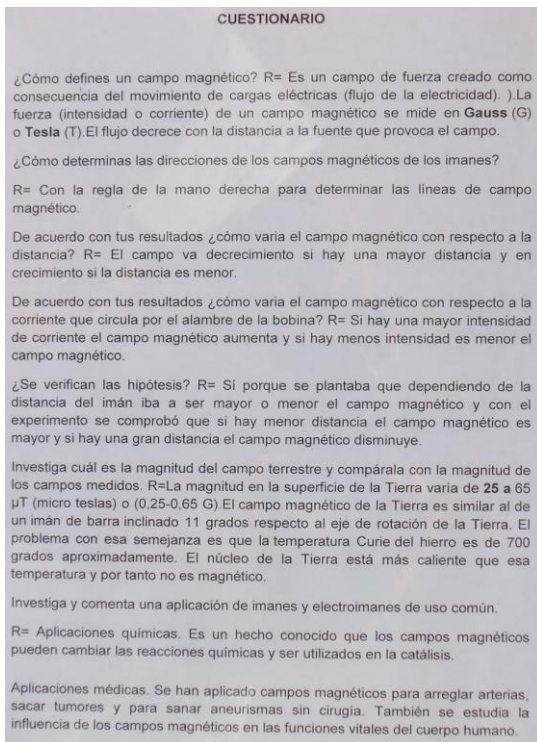 CUESTIONARIO
¿Cómo defines un campo magnético? R= Es un campo de fuerza creado como
consecuencia del movimiento de cargas eléctricas (flujo de la electricidad). ).La
fuerza (intensidad o corriente) de un campo magnético se mide en Gauss (G)
o Tesla (T).El flujo decrece con la distancia a la fuente que provoca el campo.
¿Cómo determinas las direcciones de los campos magnéticos de los imanes?
R= Con la regla de la mano derecha para determinar las líneas de campo
magnético.
De acuerdo con tus resultados ¿cómo varia el campo magnético con respecto a la
distancia? R= El campo va decrecimiento si hay una mayor distancia y en
crecimiento si la distancia es menor.
De acuerdo con tus resultados ¿cómo varia el campo magnético con respecto a la
corriente que circula por el alambre de la bobina? R= Si hay una mayor intensidad
de corriente el campo magnético aumenta y si hay menos intensidad es menor el
campo magnético.
¿Se verifican las hipótesis? R= Si porque se plantaba que dependiendo de la
distancia del imán iba a ser mayor o menor el campo magnético y con el
experimento se comprobó que si hay menor distancia el campo magnético es
mayor y si hay una gran distancia el campo magnético disminuye.
Investiga cuál es la magnitud del campo terrestre y compárala con la magnitud de
los campos medidos. R=La magnitud en la superficie de la Tierra varía de 25 a 65
µT (micro teslas) o (0,25-0,65 G).El campo magnético de la Tierra es similar al de
un imán de barra inclinado 11 grados respecto al eje de rotación de la Tierra. El
problema con esa semejanza es que la temperatura Curie del hierro es de 700
grados aproximadamente. El núcleo de la Tierra está más caliente que esa
temperatura y por tanto no es magnético.
Investiga y comenta una aplicación de imanes y electroimanes de uso común.
R= Aplicaciones químicas. Es un hecho conocido que los campos magnéticos
pueden cambiar las reacciones químicas y ser utilizados en la catálisis.
Aplicaciones médicas. Se han aplicado campos magnéticos para arreglar arterias,
sacar tumores y para sanar aneurismas sin cirugía. También se estudia la
influencia de los campos magnéticos en las funciones vitales del cuerpo humano.